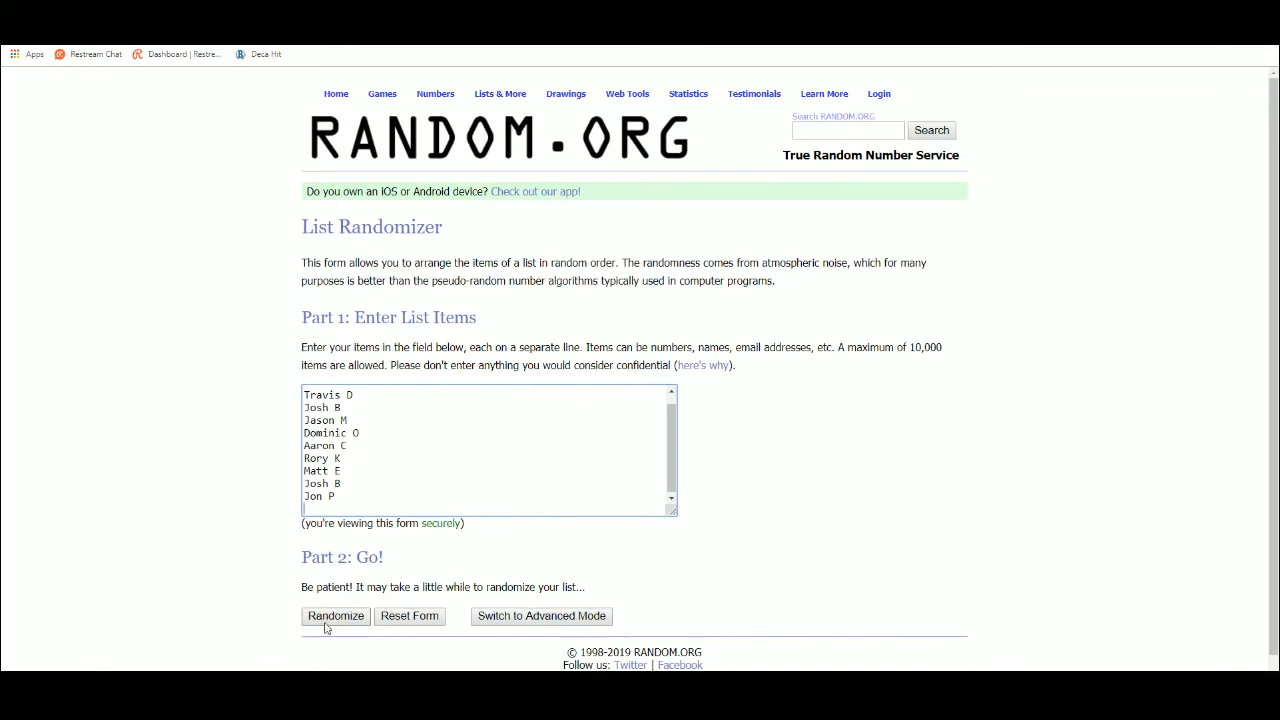 Apps Restream Chat Dashboard | Restre... Deca Hit
Home Games Numbers Lists & More Drawings Web Tools Statistics Testimonials Learn More Login
RANDOM.ORG
Search RANDOM.ORG
Search
True Random Number Service
Do you own an iOS or Android device? Check out our app!
List Randomizer
This form allows you to arrange the items of a list in random order. The randomness comes from atmospheric noise, which for many
purposes is better than the pseudo-random number algorithms typically used in computer programs.
Part 1: Enter List Items
Enter your items in the field below, each on a separate line. Items can be numbers, names, email addresses, etc. A maximum of 10,000
items are allowed. Please don't enter anything you would consider confidential (here's why).
Travis D
Josh B
Jason M
Dominic O
Aaron C
Rory K
Matt E
Josh B
Jon P
(you're viewing this form securely)
Part 2: Go!
Be patient! It may take a little while to randomize your list...
Randomize Reset Form Switch to Advanced Mode
© 1998-2019 RANDOM.ORG
Follow us: Twitter | Facebook